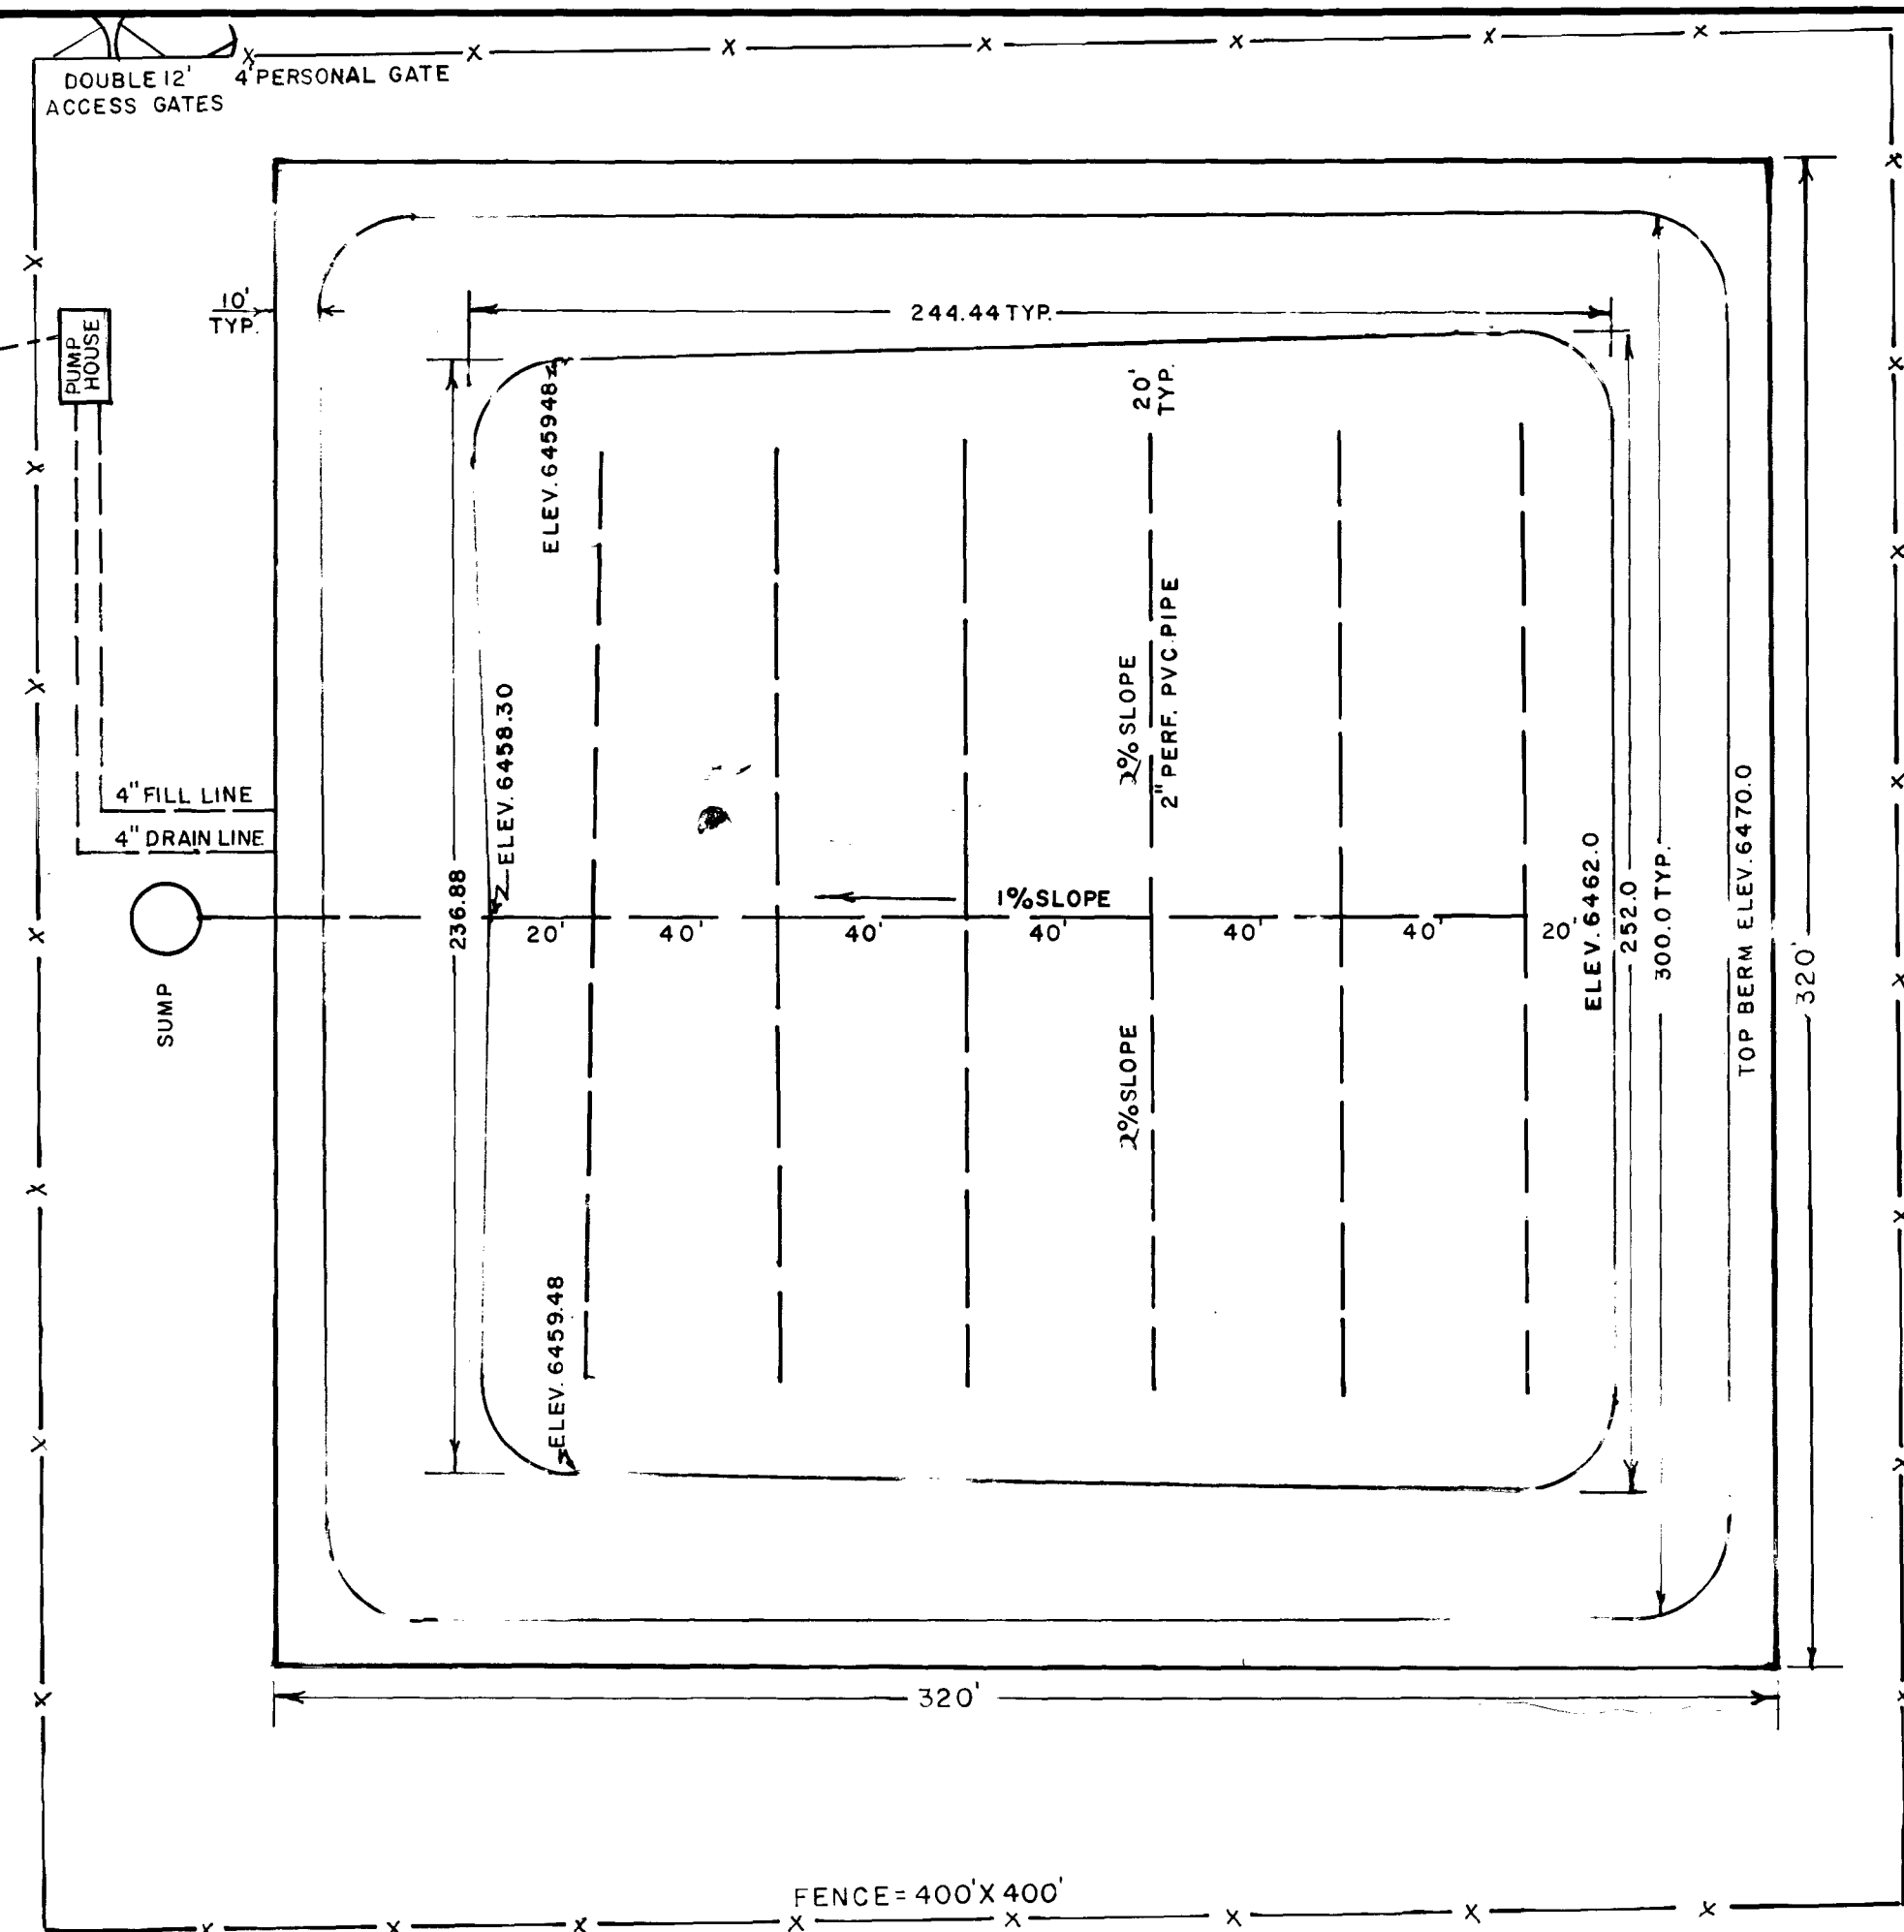 DOUBLE 12'
ACCESS GATES
4' PERSONAL GATE
10'
TYP.
244.44 TYP.
PUMP
HOUSE
ELEV. 645948
20'
TYP.
2% SLOPE
2" PERF. PVC. PIPE
ELEV. 6458.30
4" FILL LINE
4" DRAIN LINE
236.88
1% SLOPE
20'
40'
40'
40'
40'
40'
20'
ELEV. 6462.0
252.0
300.0 TYP.
TOP BERM ELEV. 6470.0
320'
SUMP
2% SLOPE
ELEV. 6459.48
320'
FENCE = 400' X 400'